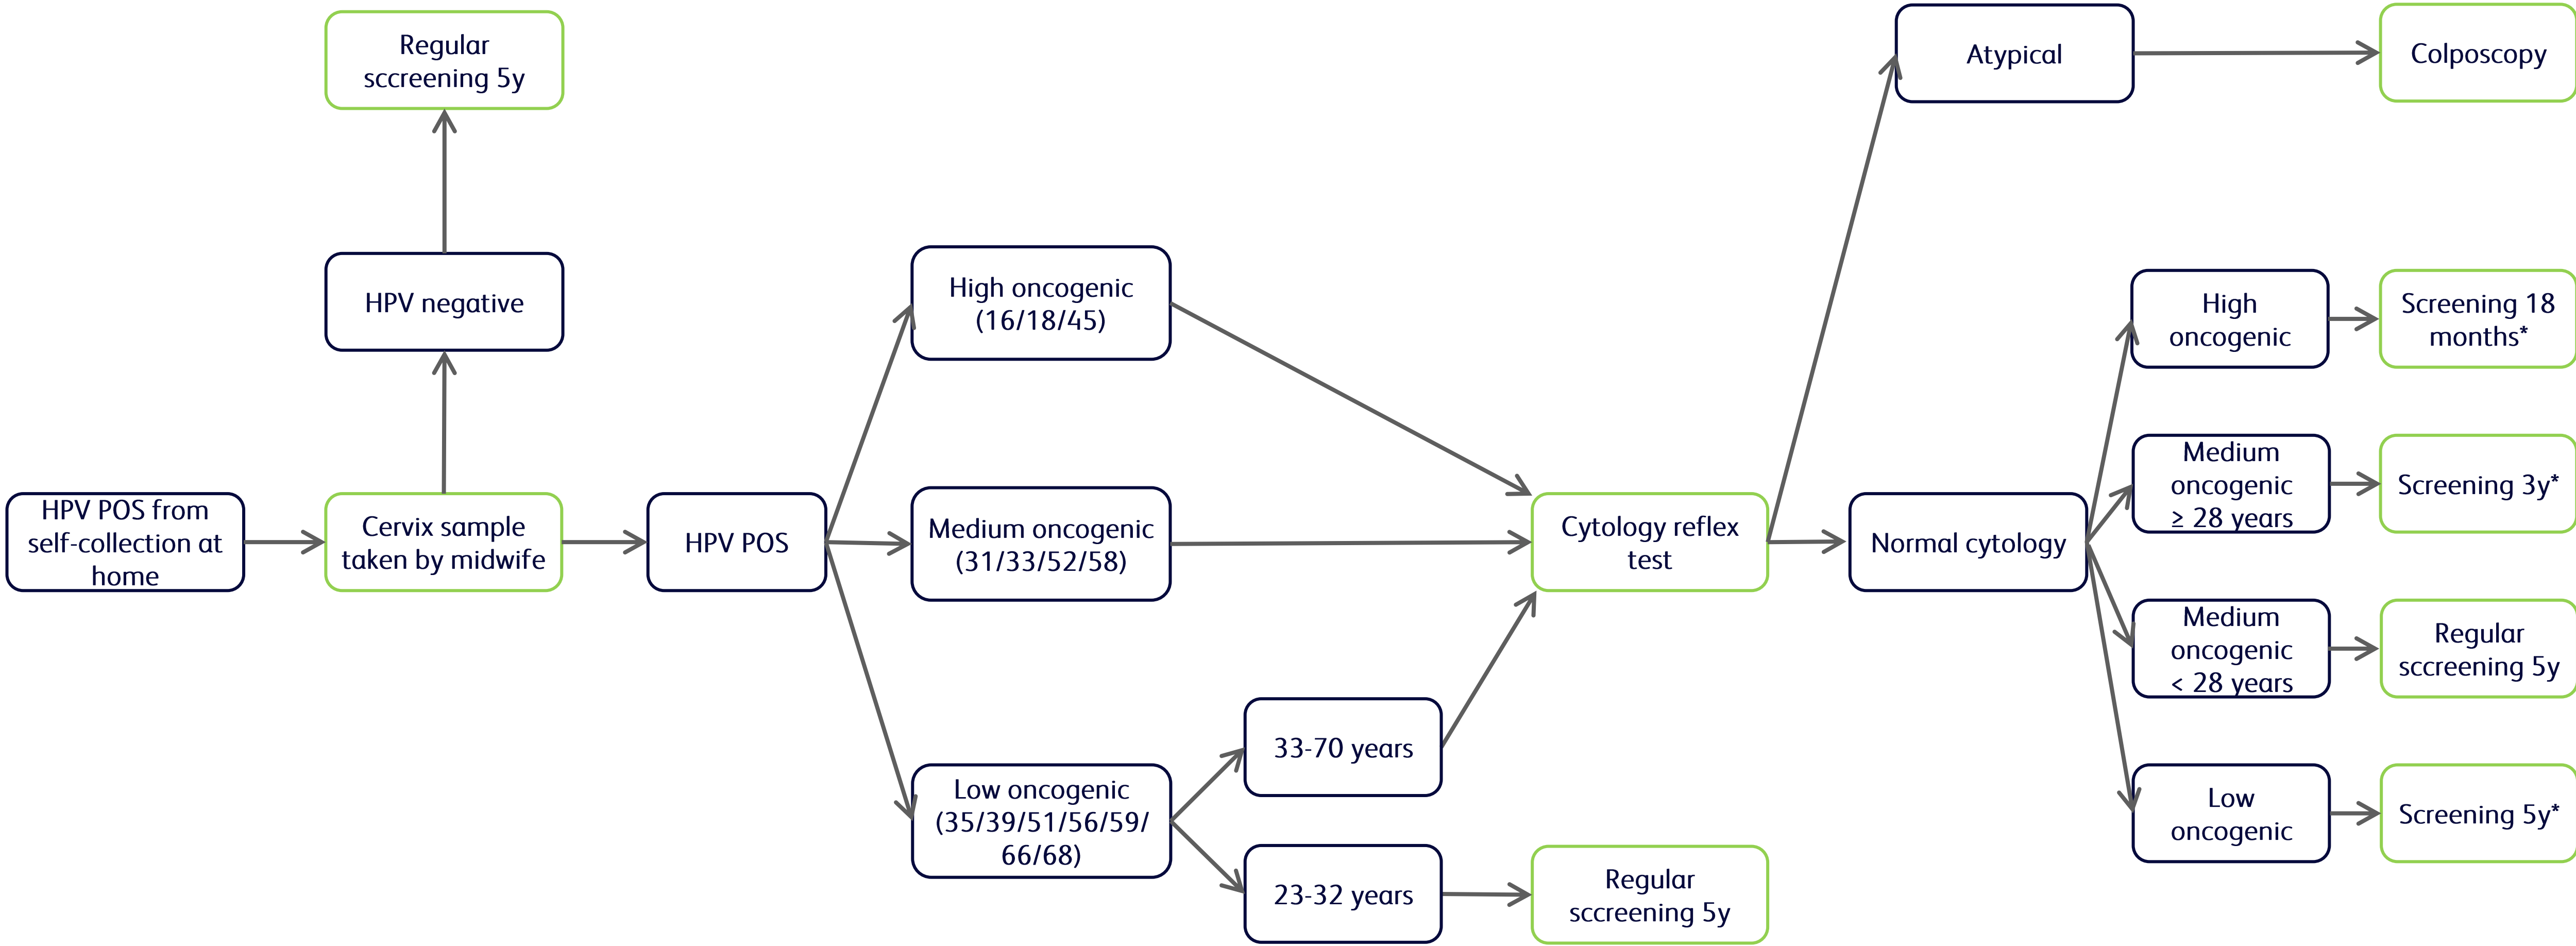 Regular
sccreening 5y
HPV negative
HPV POS from
self-collection at
home
Cervix sample
taken by midwife
HPV POS
High oncogenic
(16/18/45)
Medium oncogenic
(31/33/52/58)
Low oncogenic
(35/39/51/56/59/
66/68)
33-70 years
23-32 years
Regular
sccreening 5y
Cytology reflex
test
Atypical
Colposcopy
Normal cytology
High
oncogenic
Screening 18
months*
Medium
oncogenic
≥ 28 years
Screening 3y*
Medium
oncogenic
< 28 years
Regular
sccreening 5y
Low
oncogenic
Screening 5y*